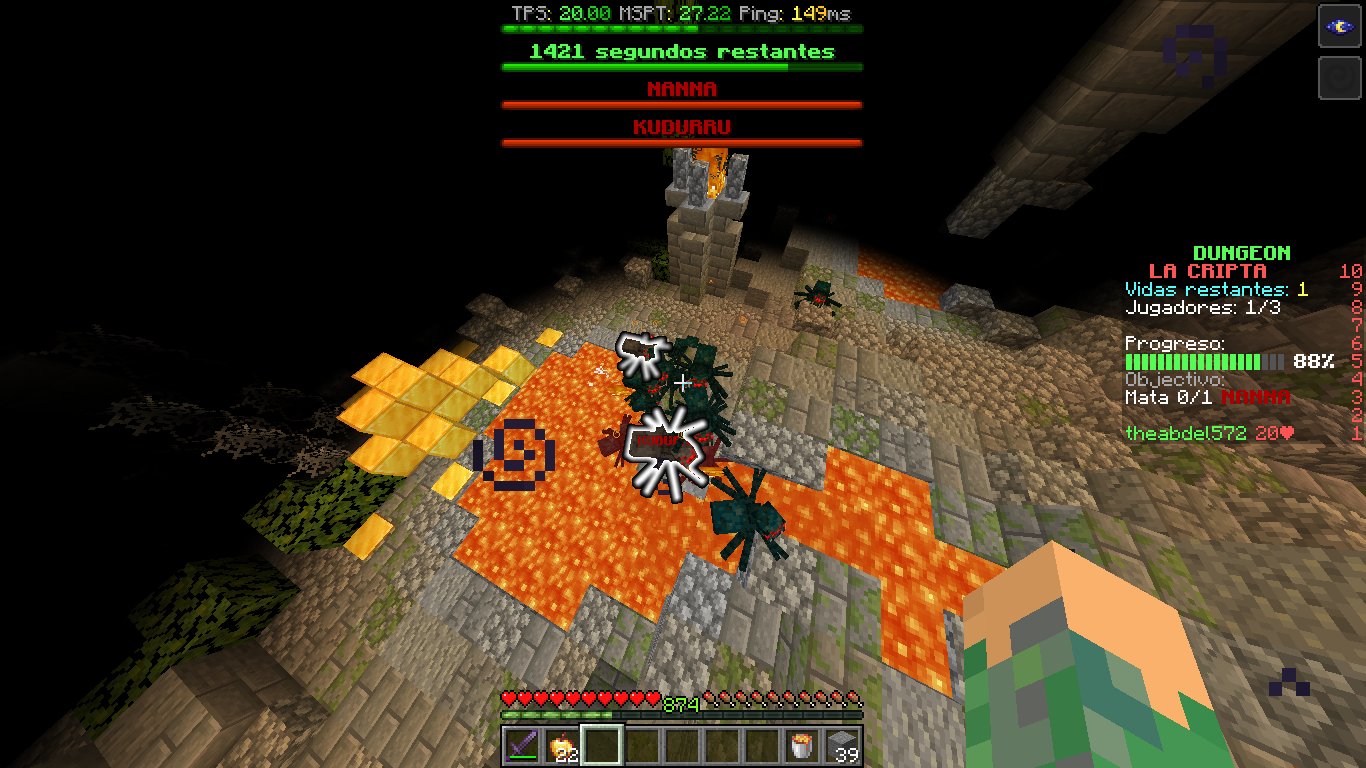 TPS: 20.00 MSPT: 27.22 Ping: 149ms
1421 segundos restantes
NANNA
KUDURRU
DUNGEON
LA CRIPTA 10
Vidas restantes: 1 9
Jugadores: 1/3 8
7
Progreso: 6
88% 5
Objectivo: 4
Mata 0/1 NANNA 3
2
theabdel572 20♥ 1
874
22
39